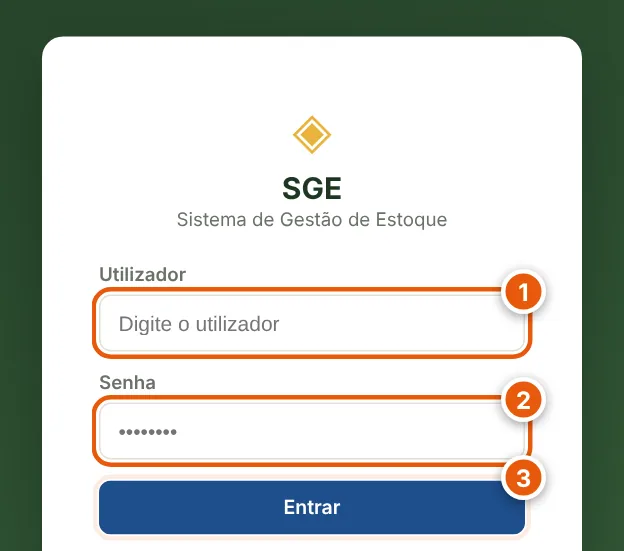 SGE
Sistema de Gestão de Estoque
Utilizador
1
Digite o utilizador
Senha
2
••••••••
3
Entrar